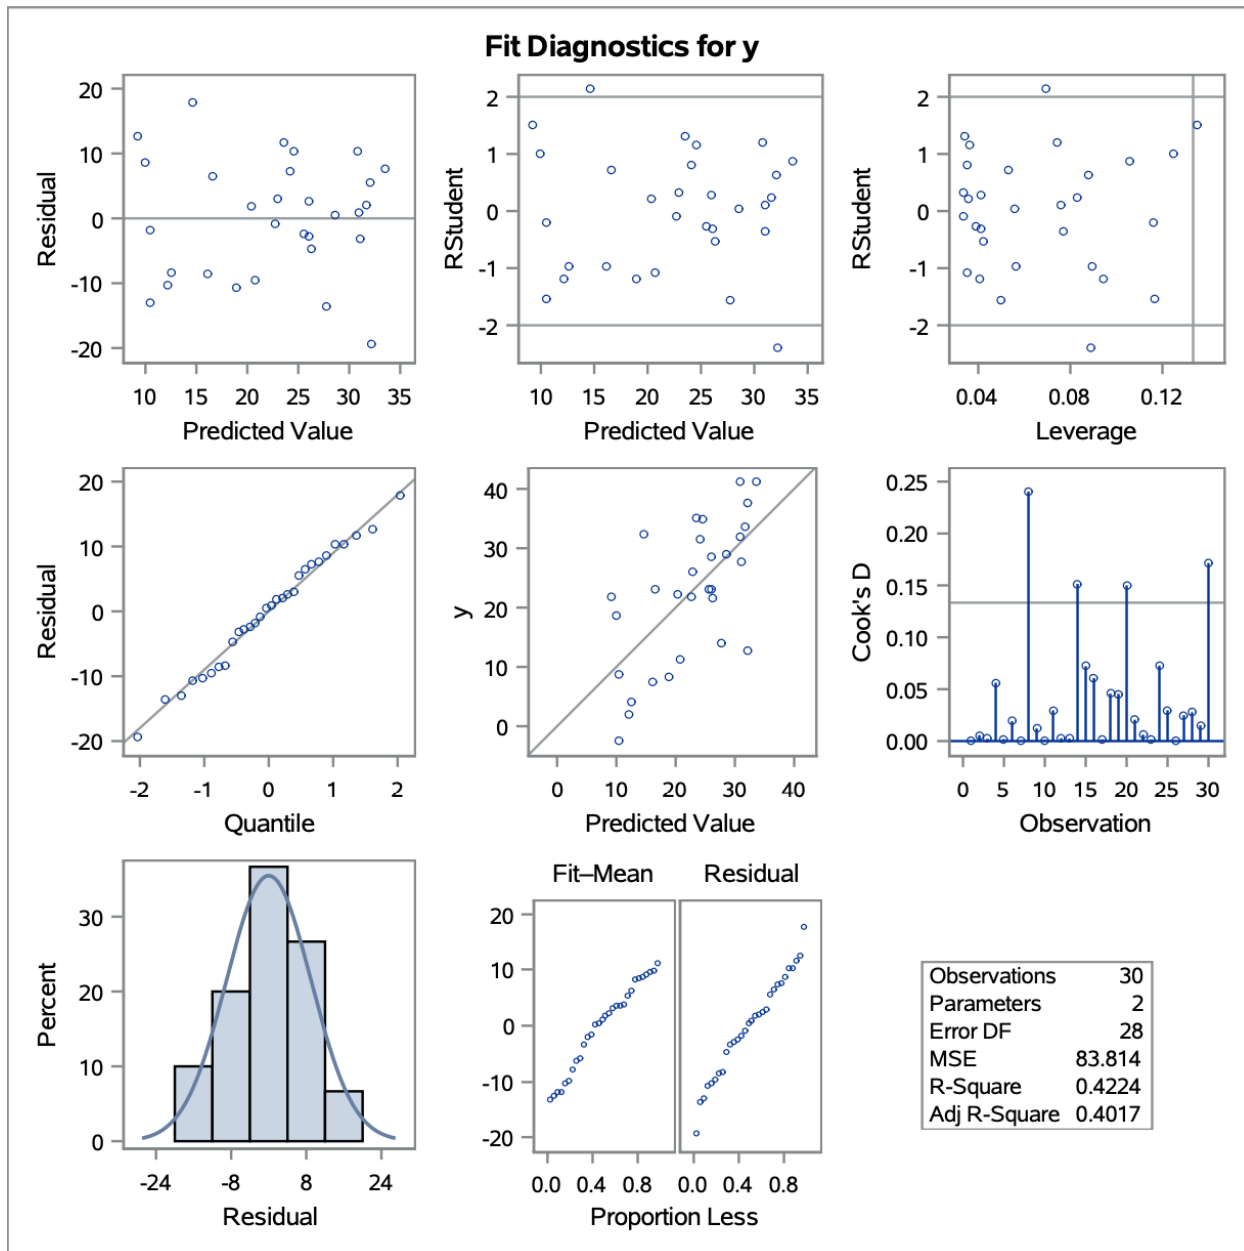 Fit Diagnostics for y
20
10
0
-10
-20
Residual
10 15 20 25 30 35
Predicted Value
2
1
0
-1
-2
RStudent
10 15 20 25 30 35
Predicted Value
2
1
0
-1
-2
RStudent
0.04 0.08 0.12
Leverage
20
10
0
-10
-20
Residual
-2 -1 0 1 2
Quantile
40
30
20
10
0
y
0 10 20 30 40
Predicted Value
0.25
0.20
0.15
0.10
0.05
0.00
Cook's D
0 5 10 15 20 25 30
Observation
30
20
10
0
Percent
-24 -8 8 24
Residual
Fit–Mean Residual
20
10
0
-10
-20
0.0 0.4 0.8 0.0 0.4 0.8
Proportion Less
Observations 30
Parameters 2
Error DF 28
MSE 83.814
R-Square 0.4224
Adj R-Square 0.4017